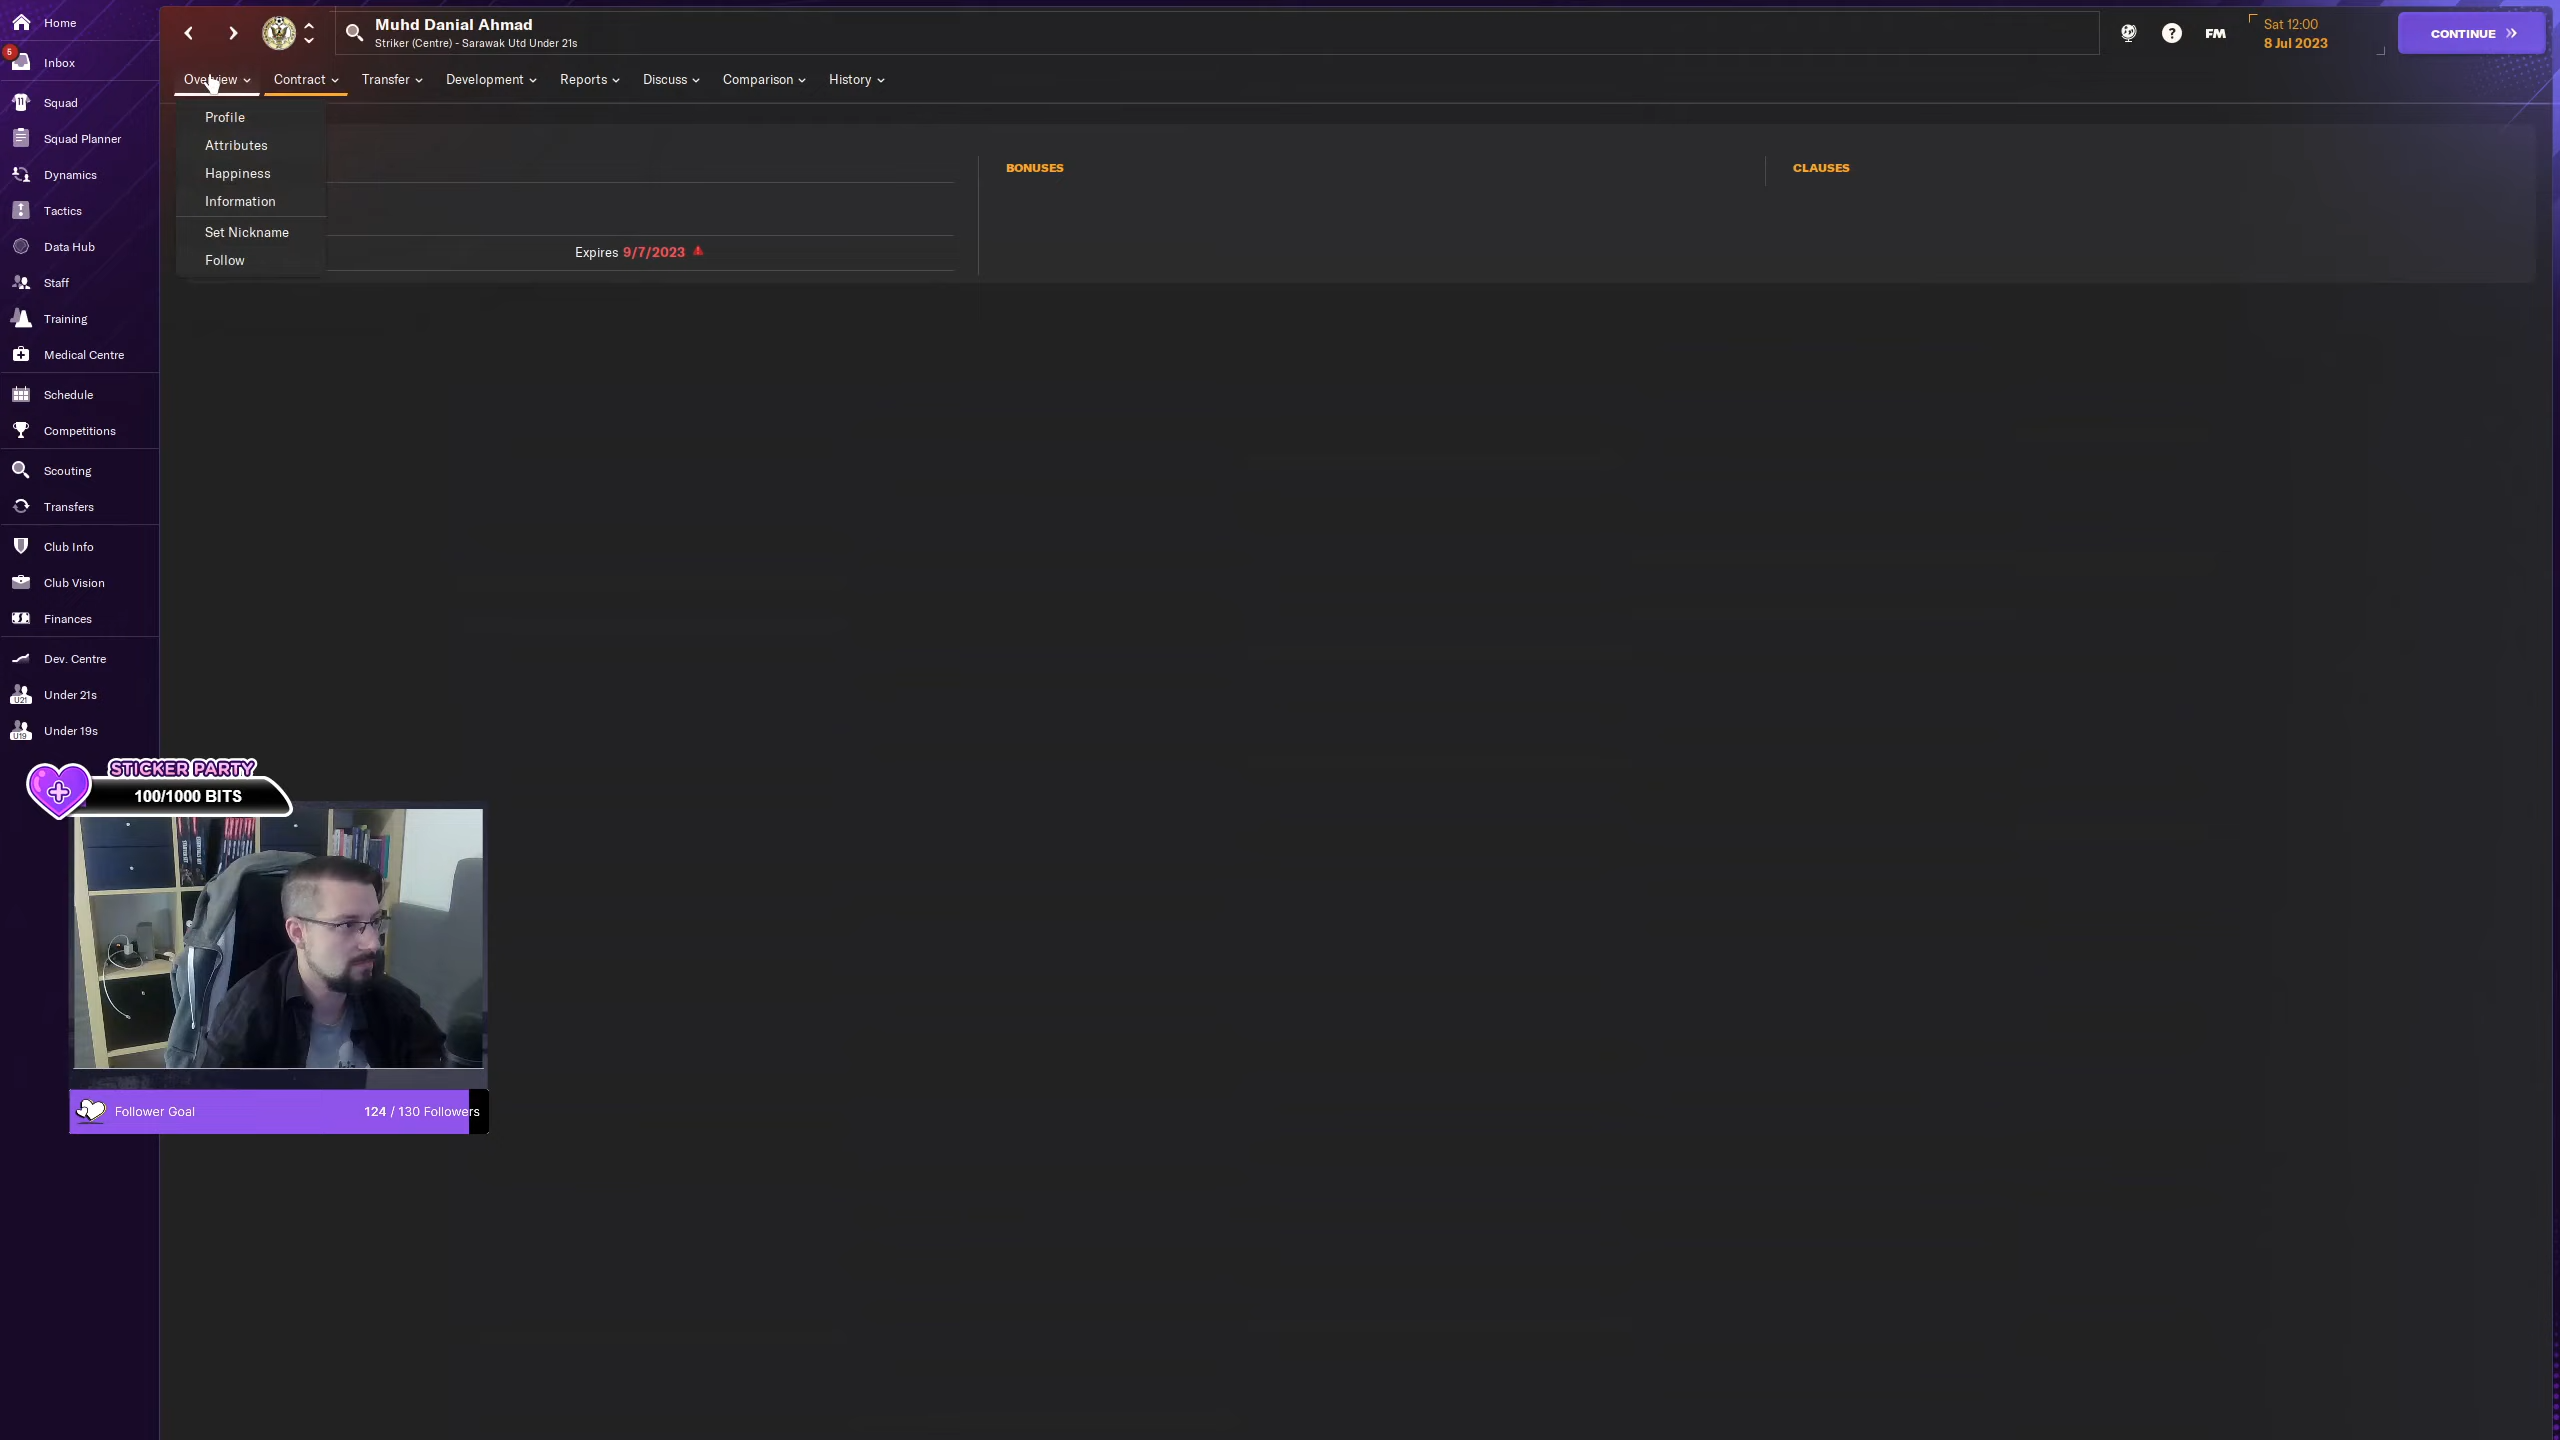 Home
Inbox
6
Squad
Squad Planner
Dynamics
Tactics
Data Hub
Staff
Training
Medical Centre
Schedule
Competitions
Scouting
Transfers
Club Info
Club Vision
Finances
Dev. Centre
Under 21s
U21
Under 19s
U19
Muhd Danial Ahmad
Striker (Centre) - Sarawak Utd Under 21s
FM
Sat 12:00
8 Jul 2023
CONTINUE
Overview
Contract
Transfer
Development
Reports
Discuss
Comparison
History
Profile
Attributes
Happiness
Information
Set Nickname
Follow
Expires 9/7/2023
BONUSES
CLAUSES
STICKER PARTY
100/1000 BITS
Follower Goal
124 / 130 Followers